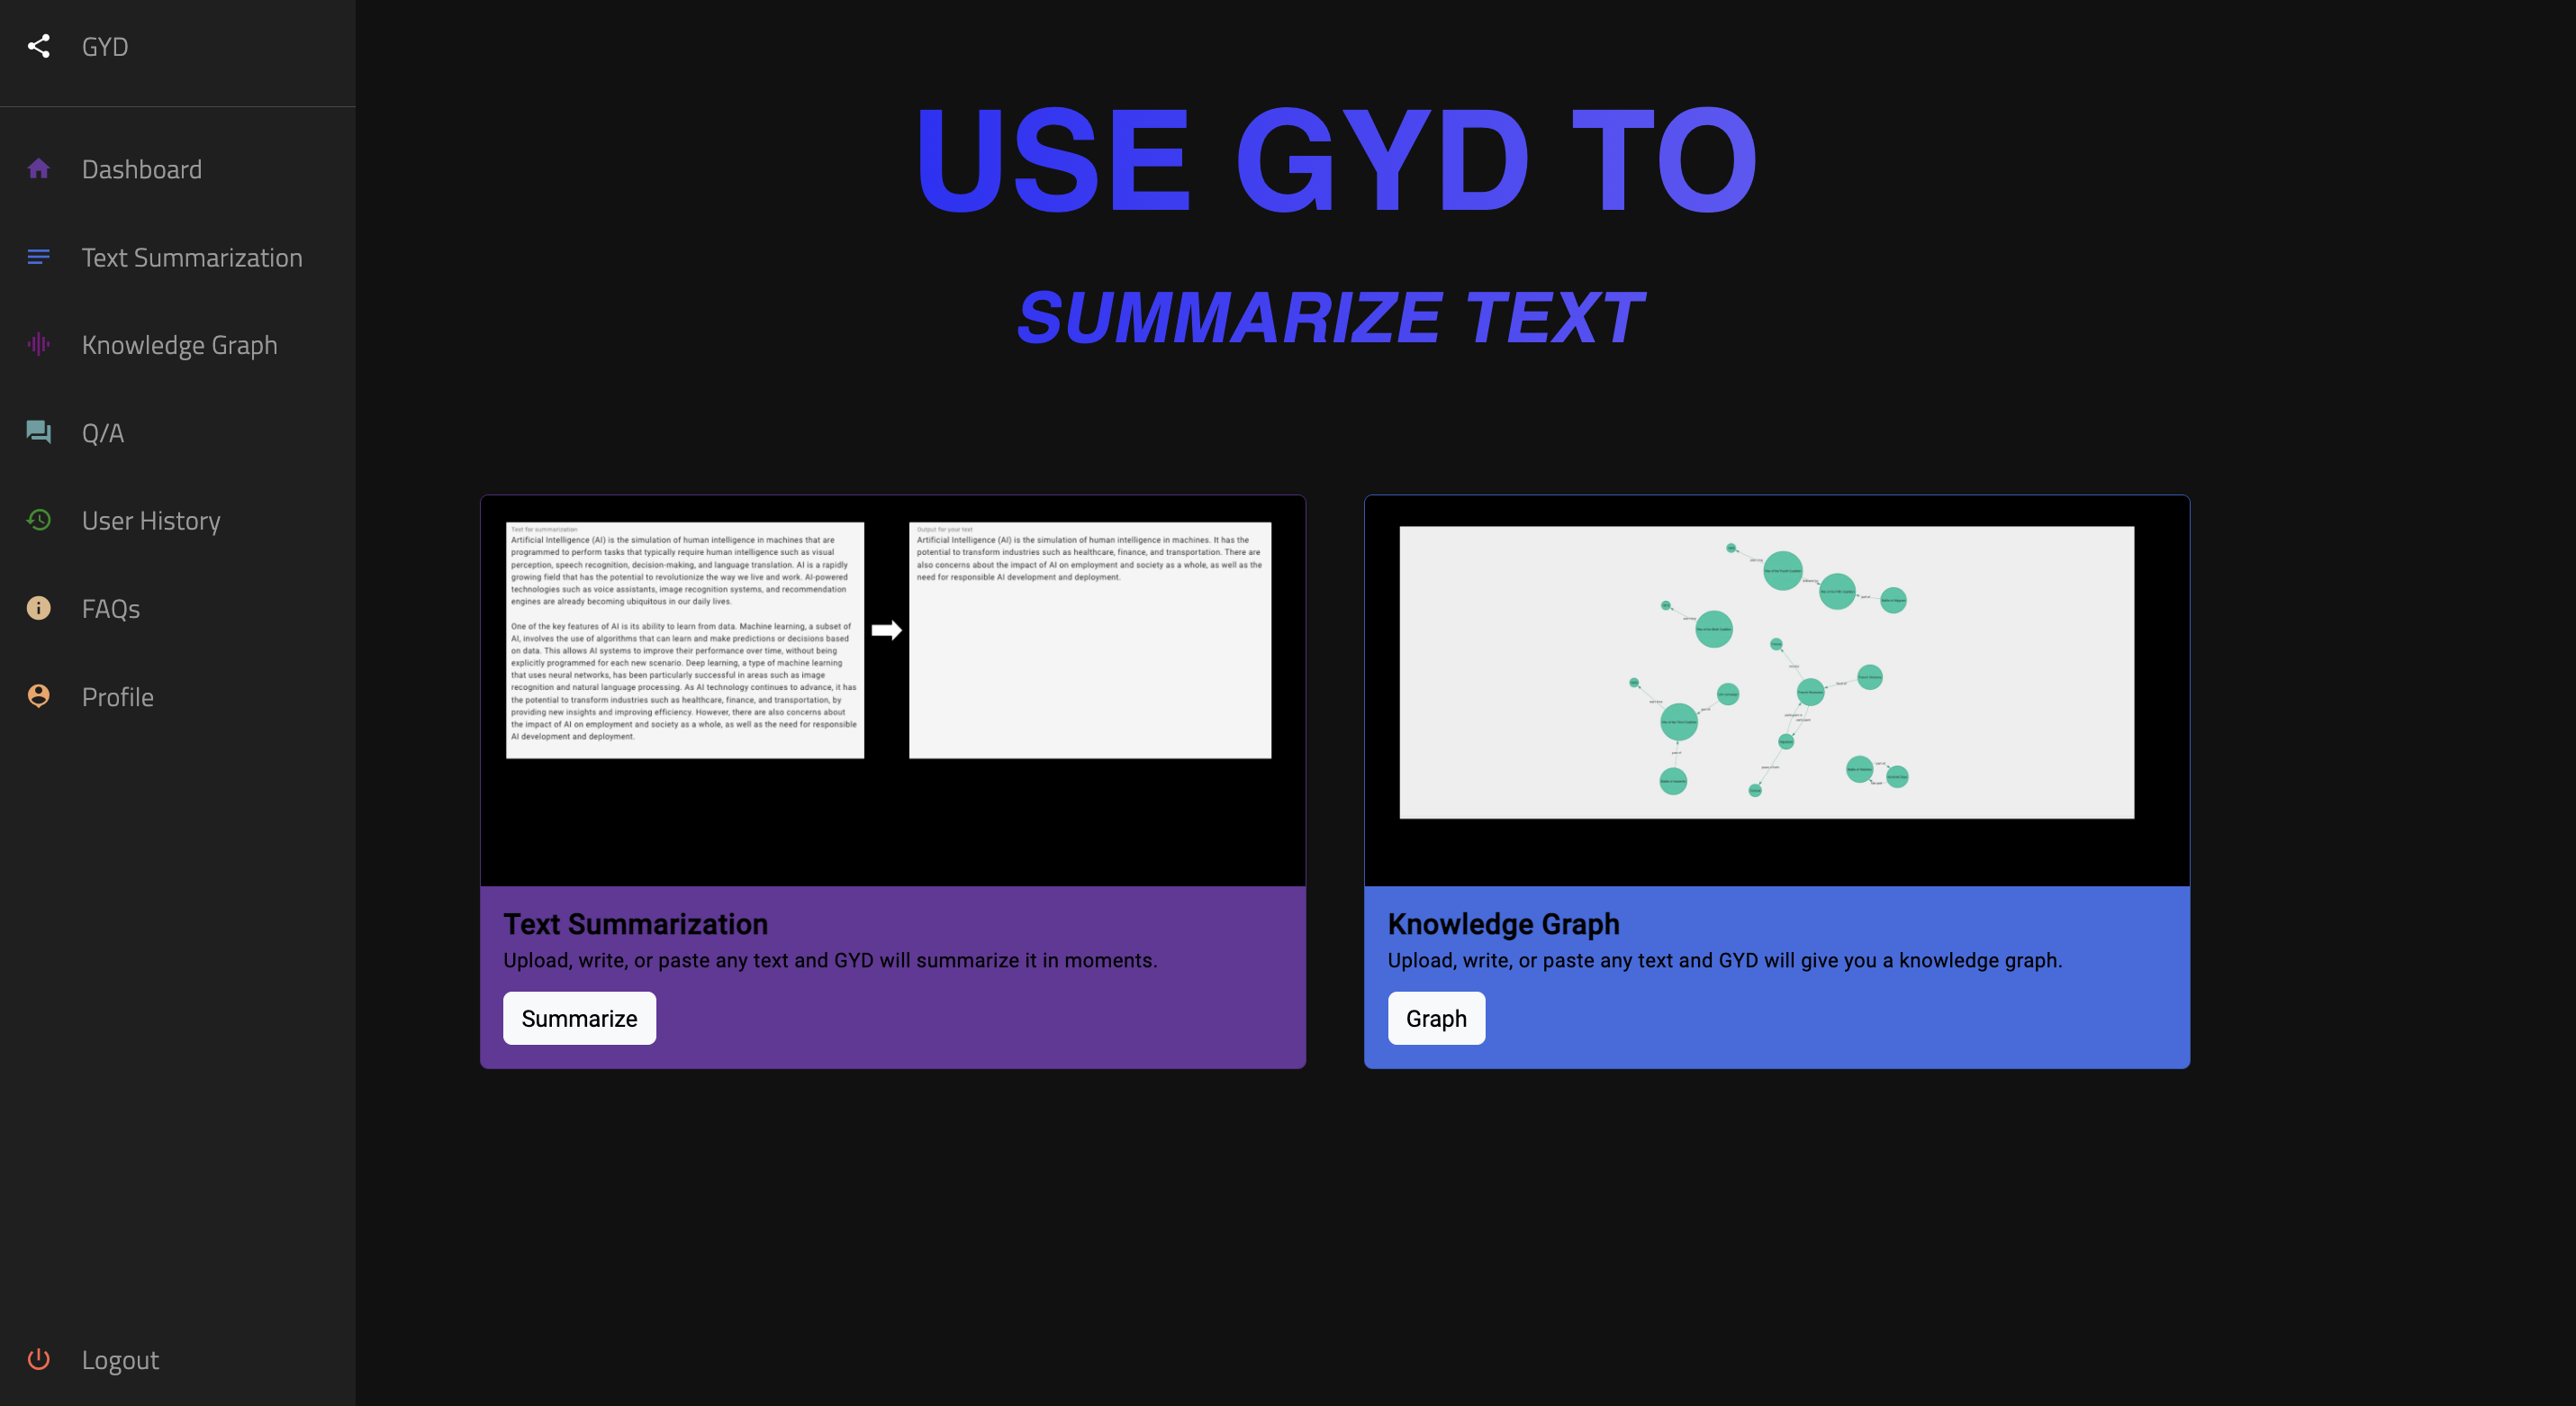 GYD
Dashboard
Text Summarization
Knowledge Graph
Q/A
User History
FAQs
Profile
Logout
USE GYD TO
SUMMARIZE TEXT
Text for summarization
Artificial Intelligence (AI) is the simulation of human intelligence in machines that are
programmed to perform tasks that typically require human intelligence such as visual
perception, speech recognition, decision-making, and language translation. AI is a rapidly
growing field that has the potential to revolutionize the way we live and work. AI-powered
technologies such as voice assistants, image recognition systems, and recommendation
engines are already becoming ubiquitous in our daily lives.
One of the key features of AI is its ability to learn from data. Machine learning, a subset of
AI, involves the use of algorithms that can learn and make predictions or decisions based
on data. This allows AI systems to improve their performance over time, without being
explicitly programmed for each new scenario. Deep learning, a type of machine learning
that uses neural networks, has been particularly successful in areas such as image
recognition and natural language processing. As AI technology continues to advance, it has
the potential to transform industries such as healthcare, finance, and transportation, by
providing new insights and improving efficiency. However, there are also concerns about
the impact of AI on employment and society as a whole, as well as the need for responsible
AI development and deployment.
Output for your text
Artificial Intelligence (AI) is the simulation of human intelligence in machines. It has the
potential to transform industries such as healthcare, finance, and transportation. There are
also concerns about the impact of AI on employment and society as a whole, as well as the
need for responsible AI development and deployment.
Text Summarization
Upload, write, or paste any text and GYD will summarize it in moments.
Summarize
Knowledge Graph
Upload, write, or paste any text and GYD will give you a knowledge graph.
Graph